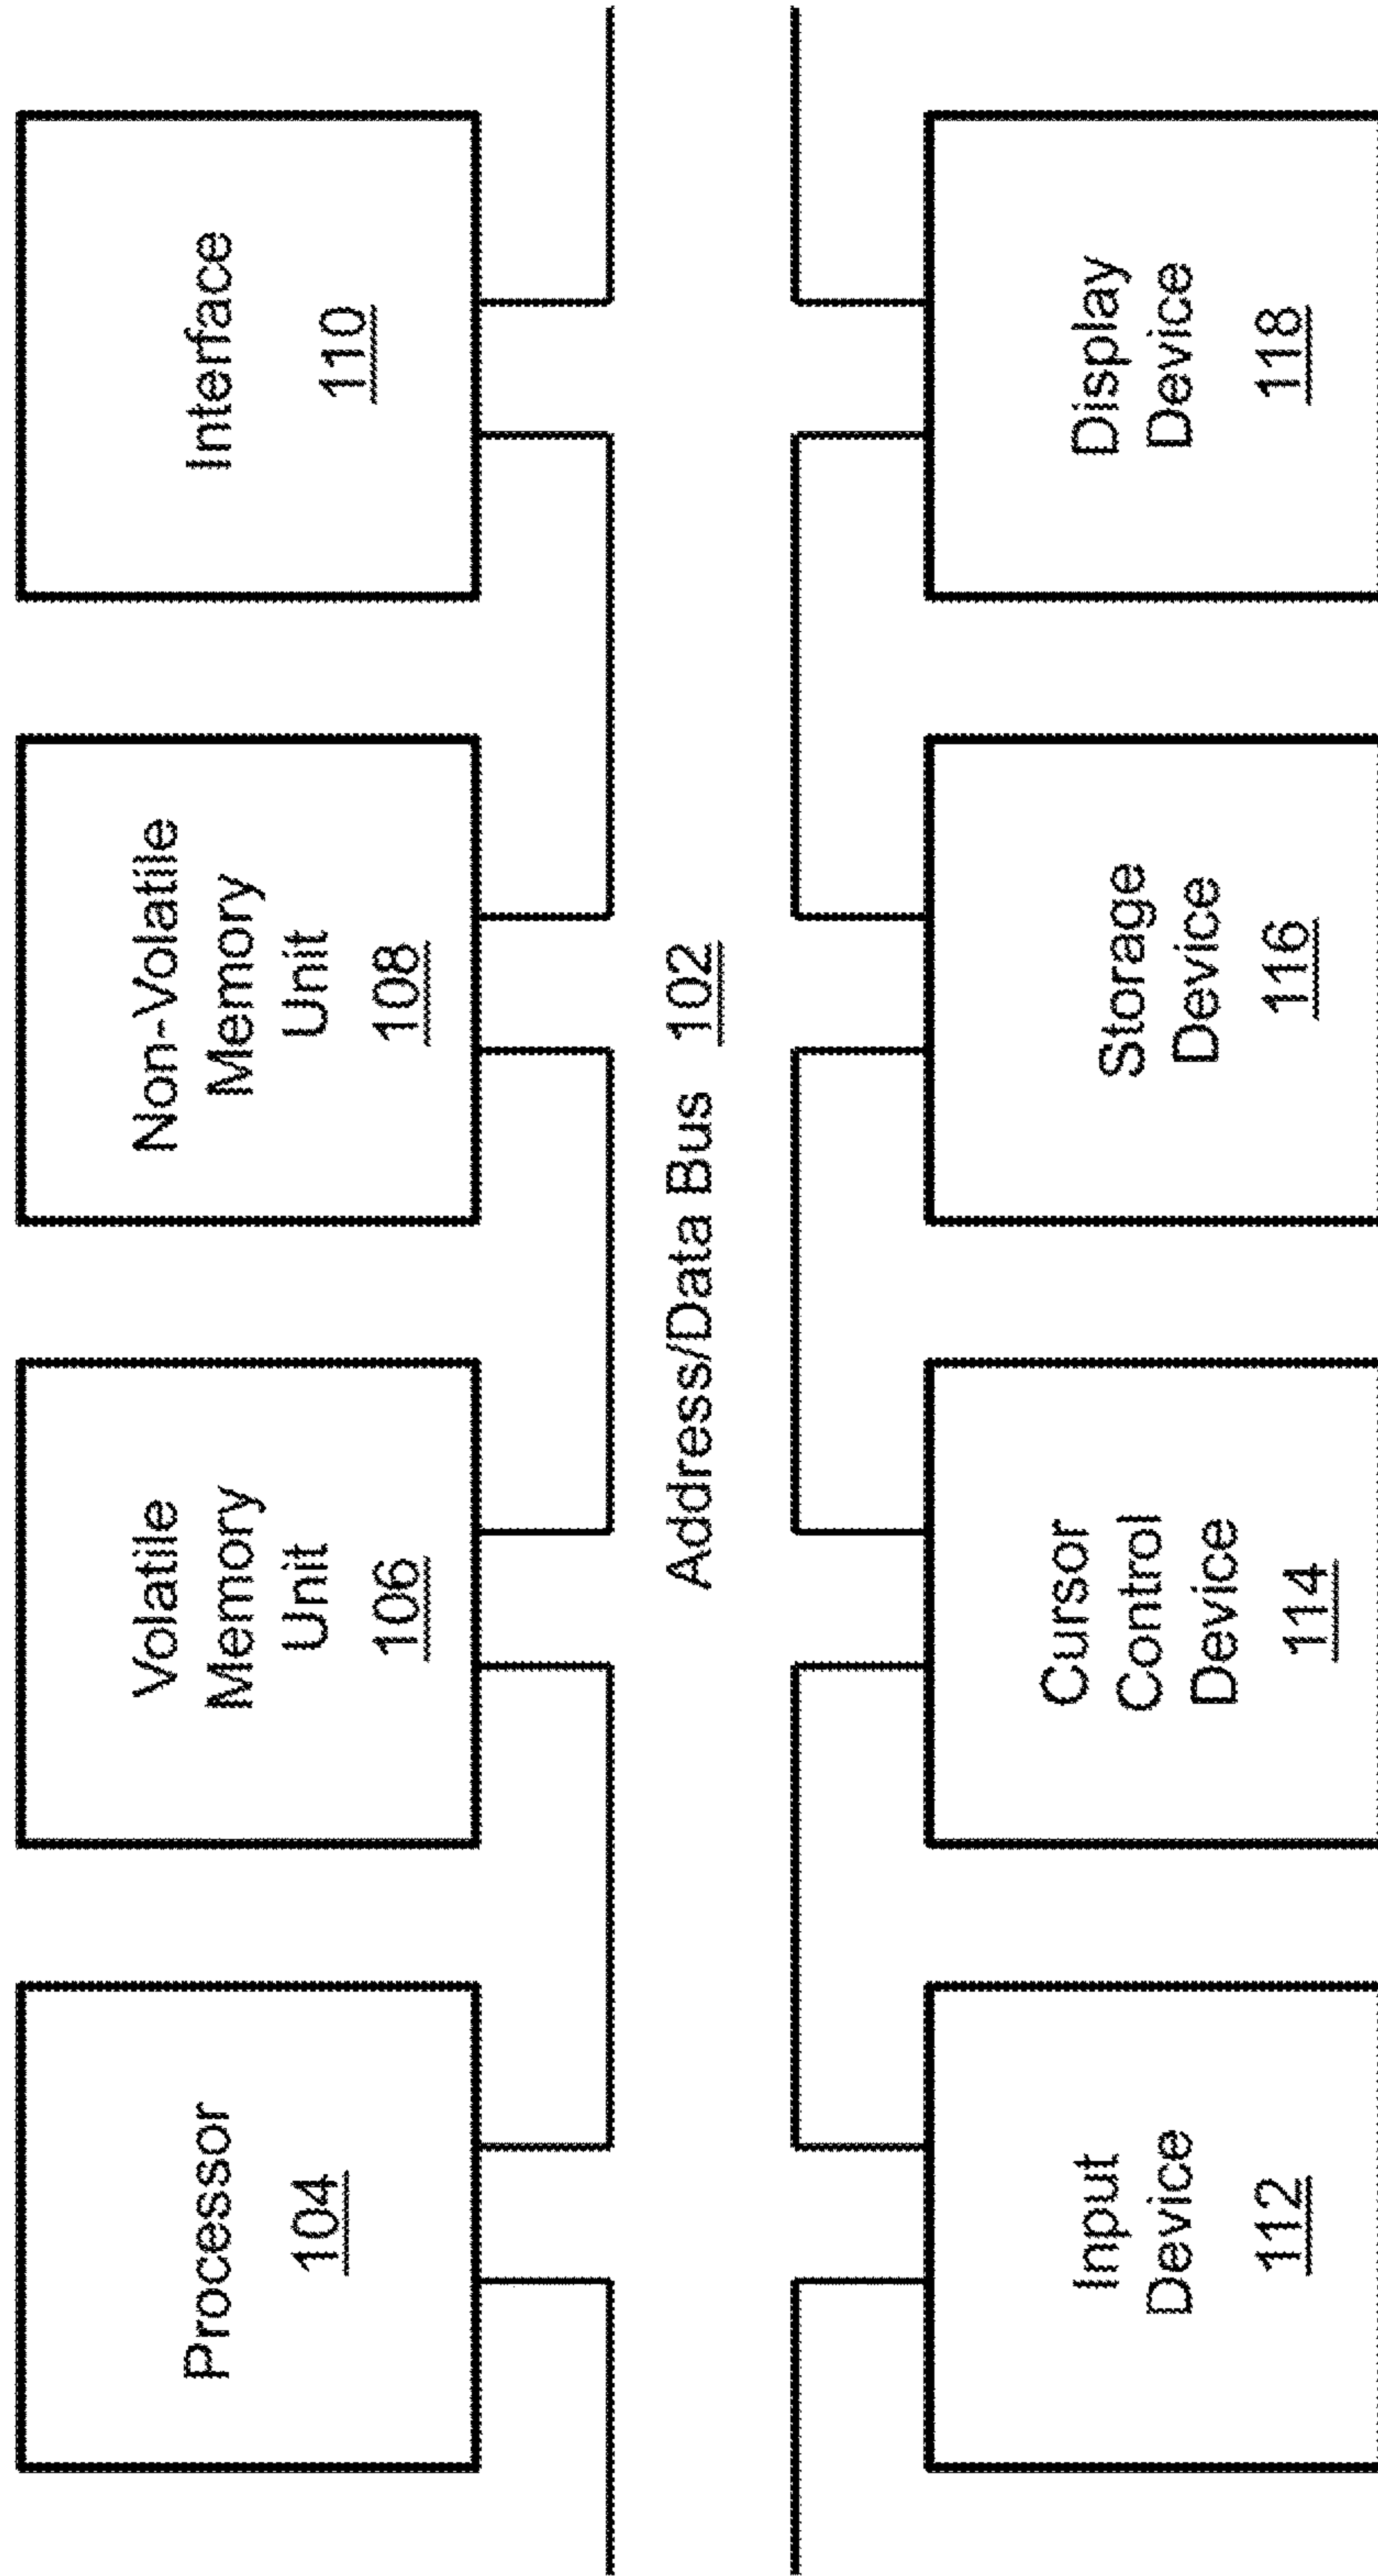 Processor
104
Volatile
Memory
Unit
106
Non-Volatile
Memory
Unit
108
Interface
110
Address/Data Bus 102
Input
Device
112
Cursor
Control
Device
114
Storage
Device
116
Display
Device
118